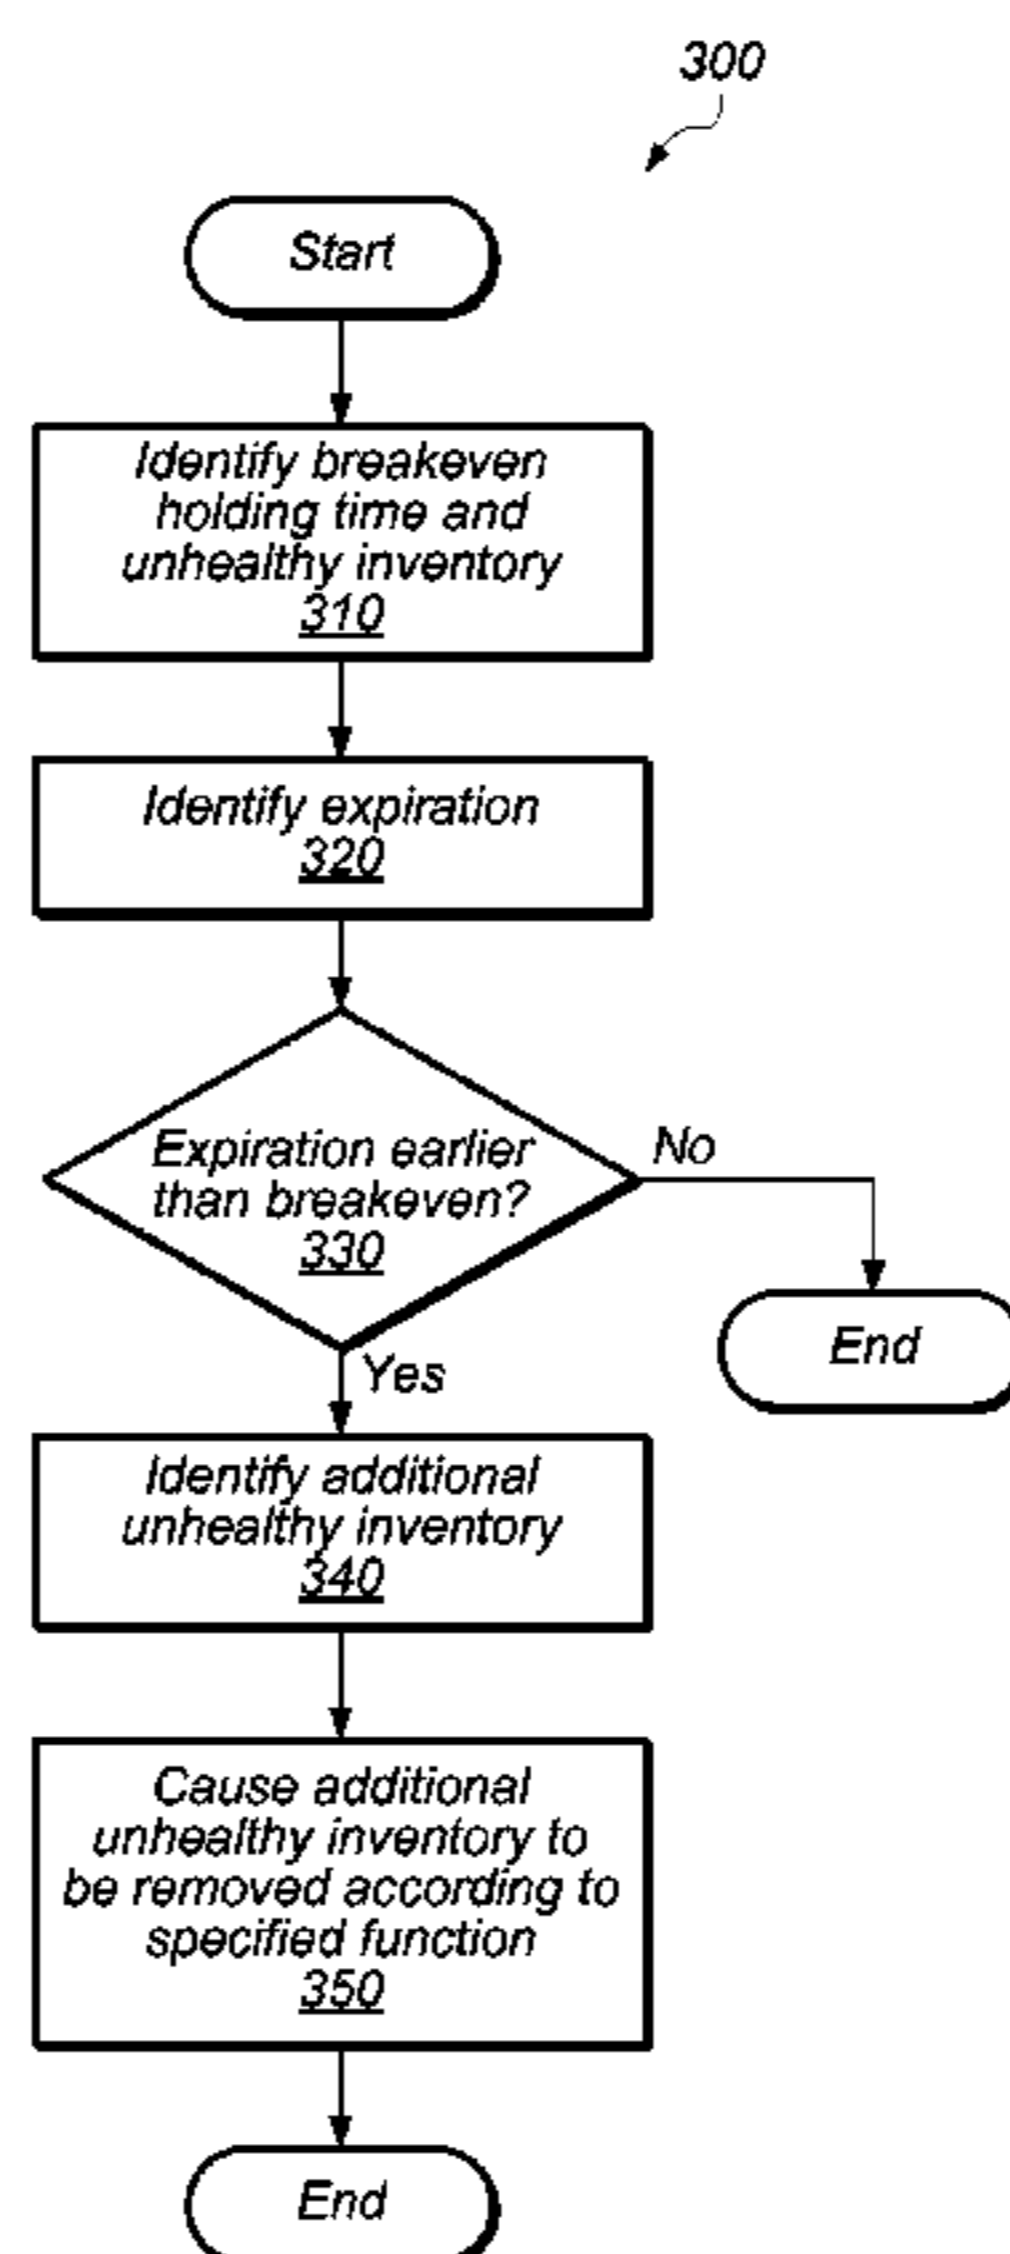 300
Start
Identify breakeven
holding time and
unhealthy inventory
310
Identify expiration
320
Expiration earlier
than breakeven?
330
No
End
Yes
Identify additional
unhealthy inventory
340
Cause additional
unhealthy inventory to
be removed according to
specified function
350
End